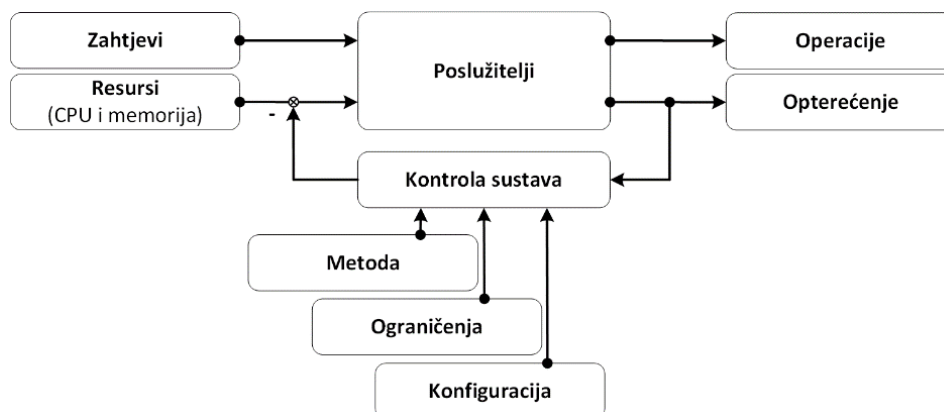 Zahtjevi
Resursi
(CPU i memorija)
-
Poslužitelji
Operacije
Opterećenje
Kontrola sustava
Metoda
Ograničenja
Konfiguracija